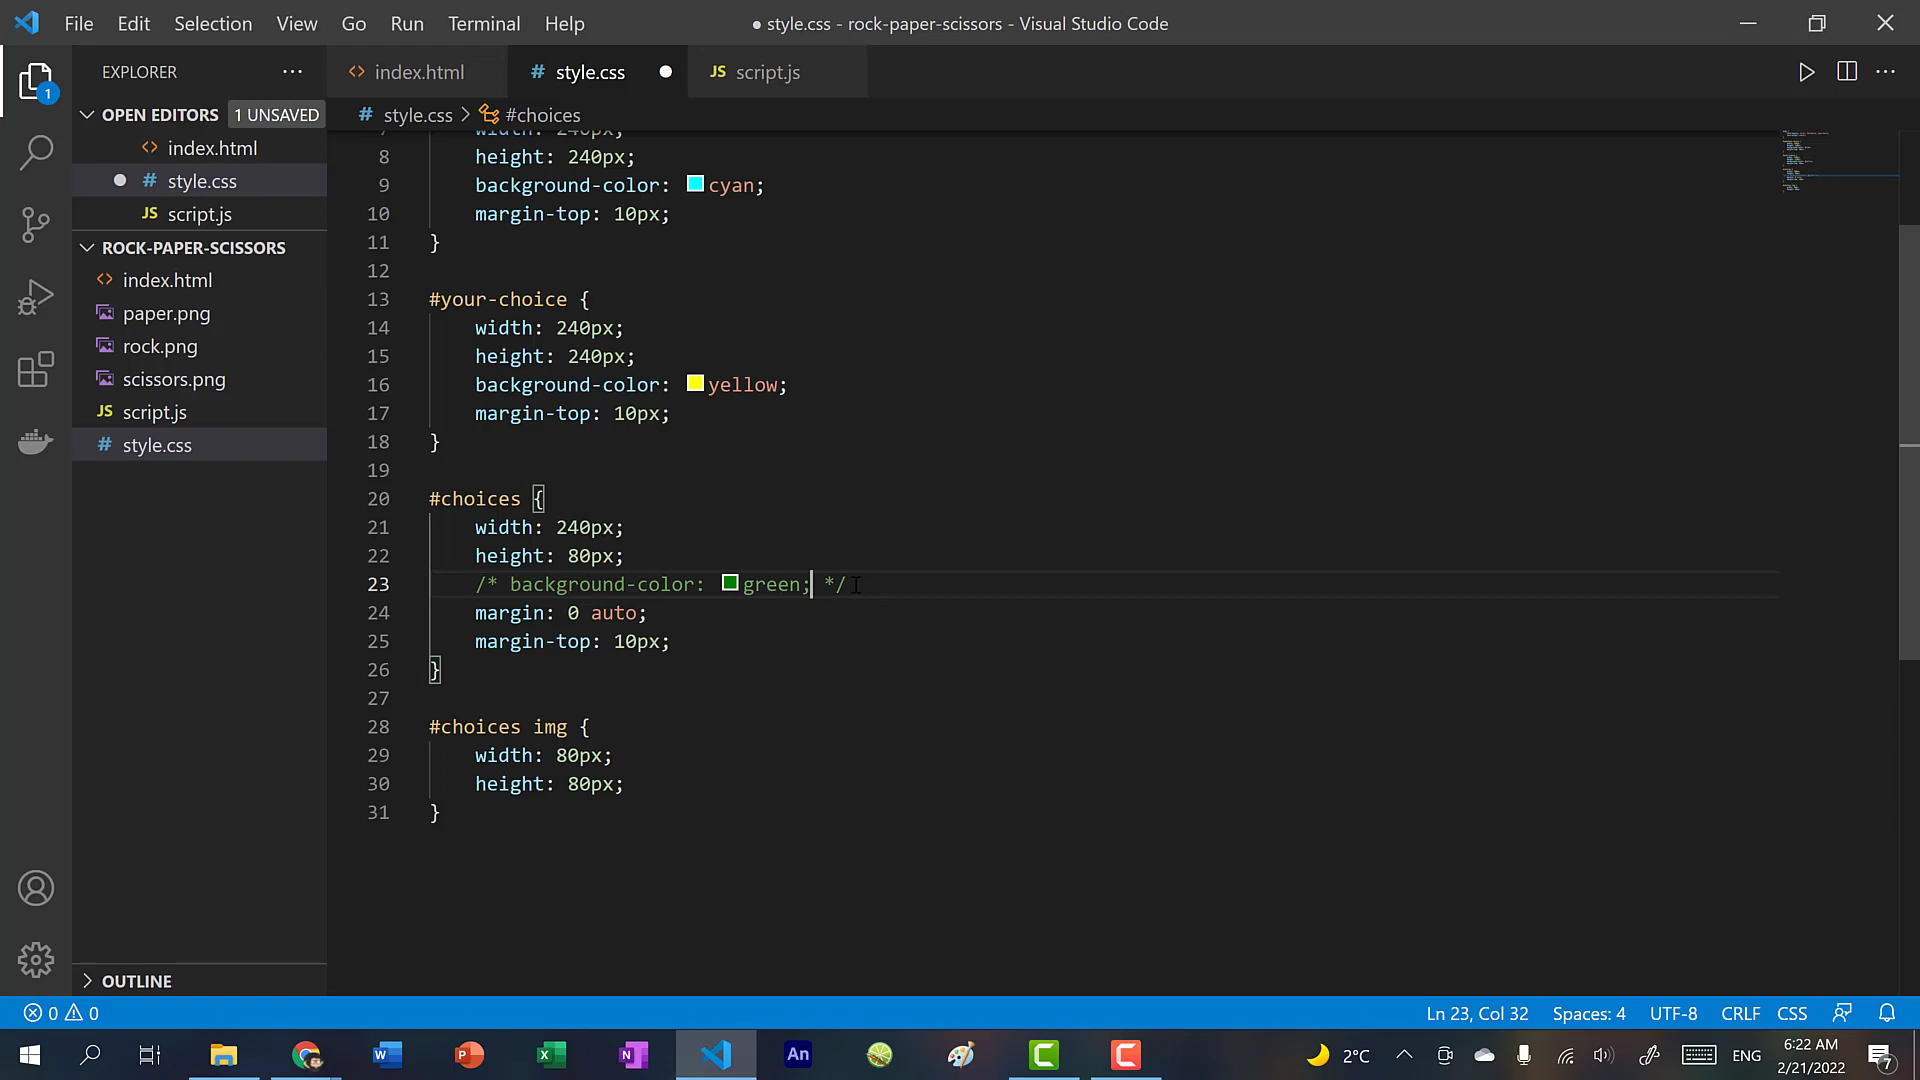 File Edit Selection View Go Run Terminal Help
● style.css - rock-paper-scissors - Visual Studio Code
EXPLORER
index.html
# style.css
JS script.js
OPEN EDITORS 1 UNSAVED
index.html
# style.css
JS script.js
ROCK-PAPER-SCISSORS
index.html
paper.png
rock.png
scissors.png
JS script.js
# style.css
OUTLINE
# style.css > #choices
width: 240px;
8 height: 240px;
9 background-color: cyan;
10 margin-top: 10px;
11 }
12
13 #your-choice {
14 width: 240px;
15 height: 240px;
16 background-color: yellow;
17 margin-top: 10px;
18 }
19
20 #choices {
21 width: 240px;
22 height: 80px;
23 /* background-color: green; */
24 margin: 0 auto;
25 margin-top: 10px;
26 }
27
28 #choices img {
29 width: 80px;
30 height: 80px;
31 }
0 0
Ln 23, Col 32 Spaces: 4 UTF-8 CRLF CSS
2°C ENG
6:22 AM
2/21/2022
7
1
W P X N An C C